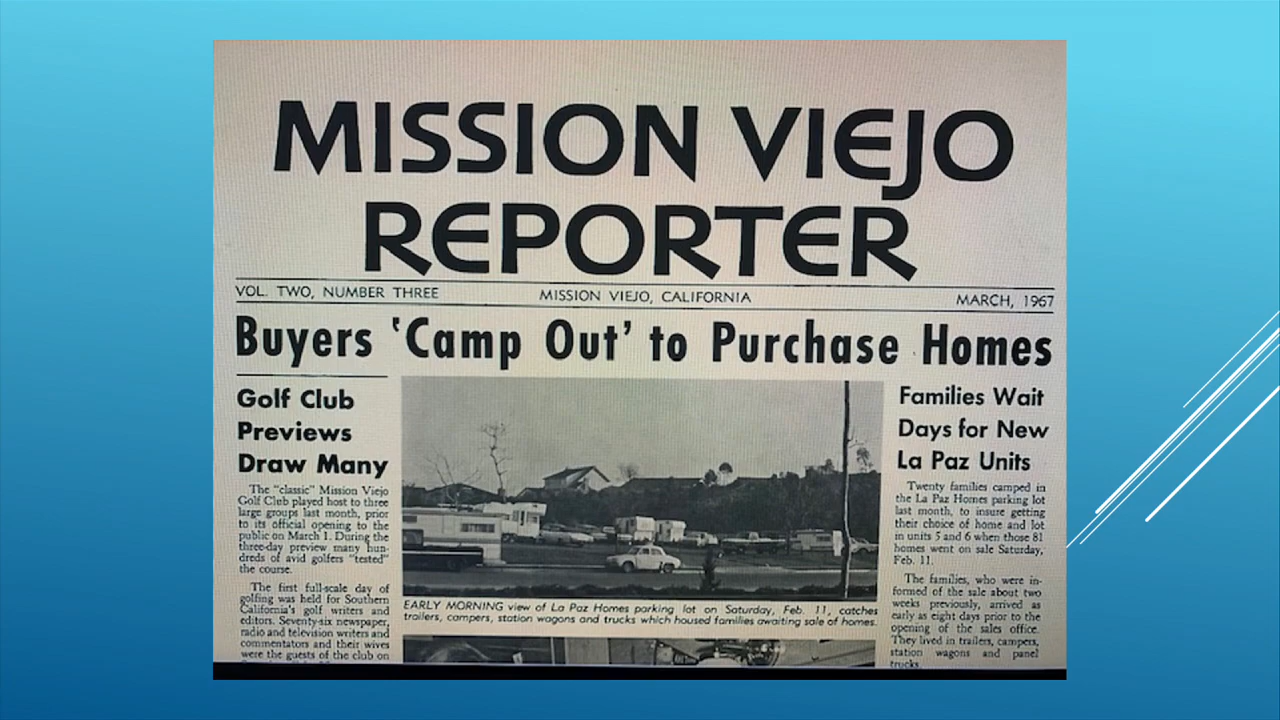 MISSION VIEJO
REPORTER
VOL. TWO, NUMBER THREE MISSION VIEJO, CALIFORNIA MARCH, 1967
Buyers 'Camp Out' to Purchase Homes
Golf Club
Previews
Draw Many
The "classic" Mission Viejo
Golf Club played host to three
large groups last month, prior
to its official opening to the
public on March 1. During the
three-day preview many hun-
dreds of avid golfers "tested"
the course.
The first full-scale day of
golfing was held for Southern
California's golf writers and
editors. Seventy-six newspaper,
radio and television writers and
commentators and their wives
were the guests of the club on
EARLY MORNING view of La Paz Homes parking lot on Saturday, Feb. 11, catches
trailers, campers, station wagons and trucks which housed families awaiting sale of homes.
Families Wait
Days for New
La Paz Units
Twenty families camped in
the La Paz Homes parking lot
last month, to insure getting
their choice of home and lot
in units 5 and 6 when those 81
homes went on sale Saturday,
Feb. 11.
The families, who were in-
formed of the sale about two
weeks previously, arrived as
early as eight days prior to the
opening of the sales office.
They lived in trailers, campers,
station wagons and panel
trucks.